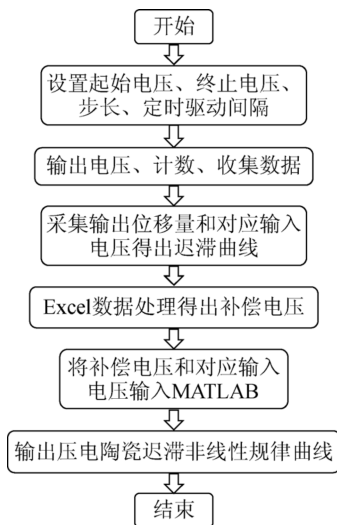 开始
设置起始电压、终止电压、
步长、定时驱动间隔
输出电压、计数、收集数据
采集输出位移量和对应输入
电压得出迟滞曲线
Excel数据处理得出补偿电压
将补偿电压和对应输入
电压输入MATLAB
输出压电陶瓷迟滞非线性规律曲线
结束